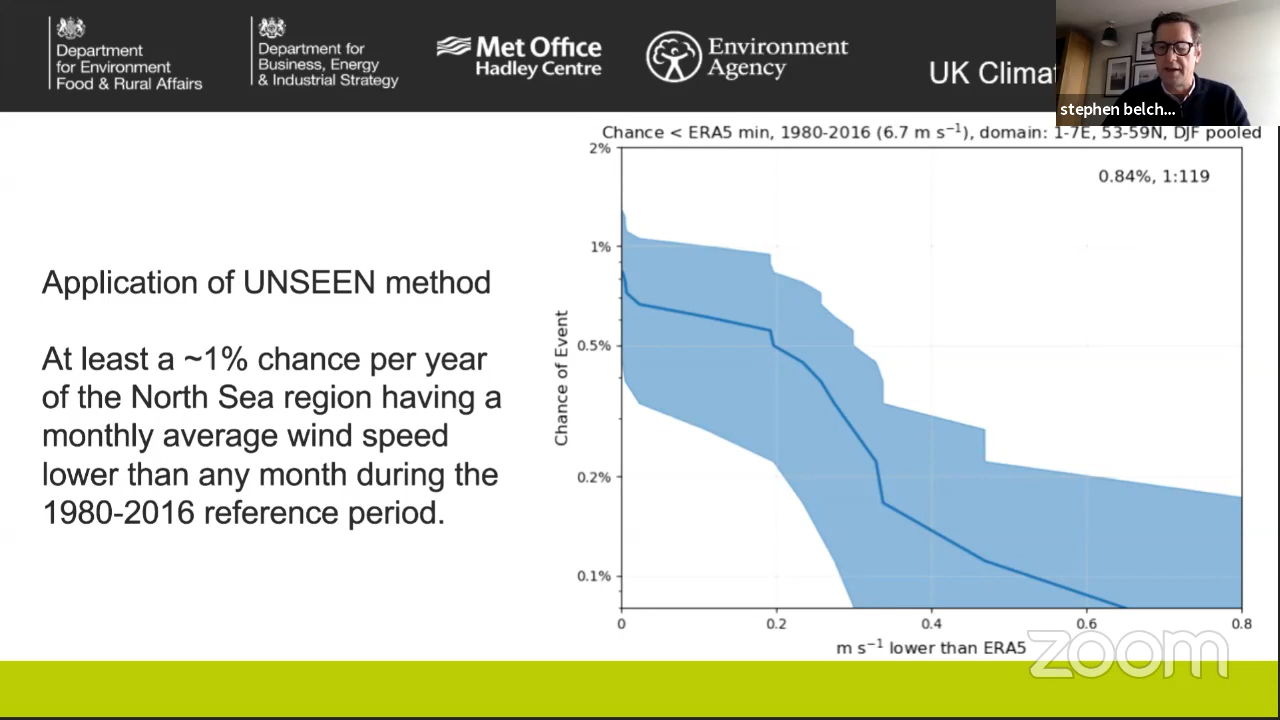 Department
for Environment
Food & Rural Affairs
Department for
Business, Energy
& Industrial Strategy
Met Office
Hadley Centre
Environment
Agency
UK Climat
stephen belch...
Application of UNSEEN method
At least a ~1% chance per year
of the North Sea region having a
monthly average wind speed
lower than any month during the
1980-2016 reference period.
Chance < ERA5 min, 1980-2016 (6.7 m s⁻¹), domain: 1-7E, 53-59N, DJF pooled
0.84%, 1:119
Chance of Event
2%
1%
0.5%
0.2%
0.1%
0
0.2
0.4
0.6
0.8
m s⁻¹ lower than ERA5
zoom